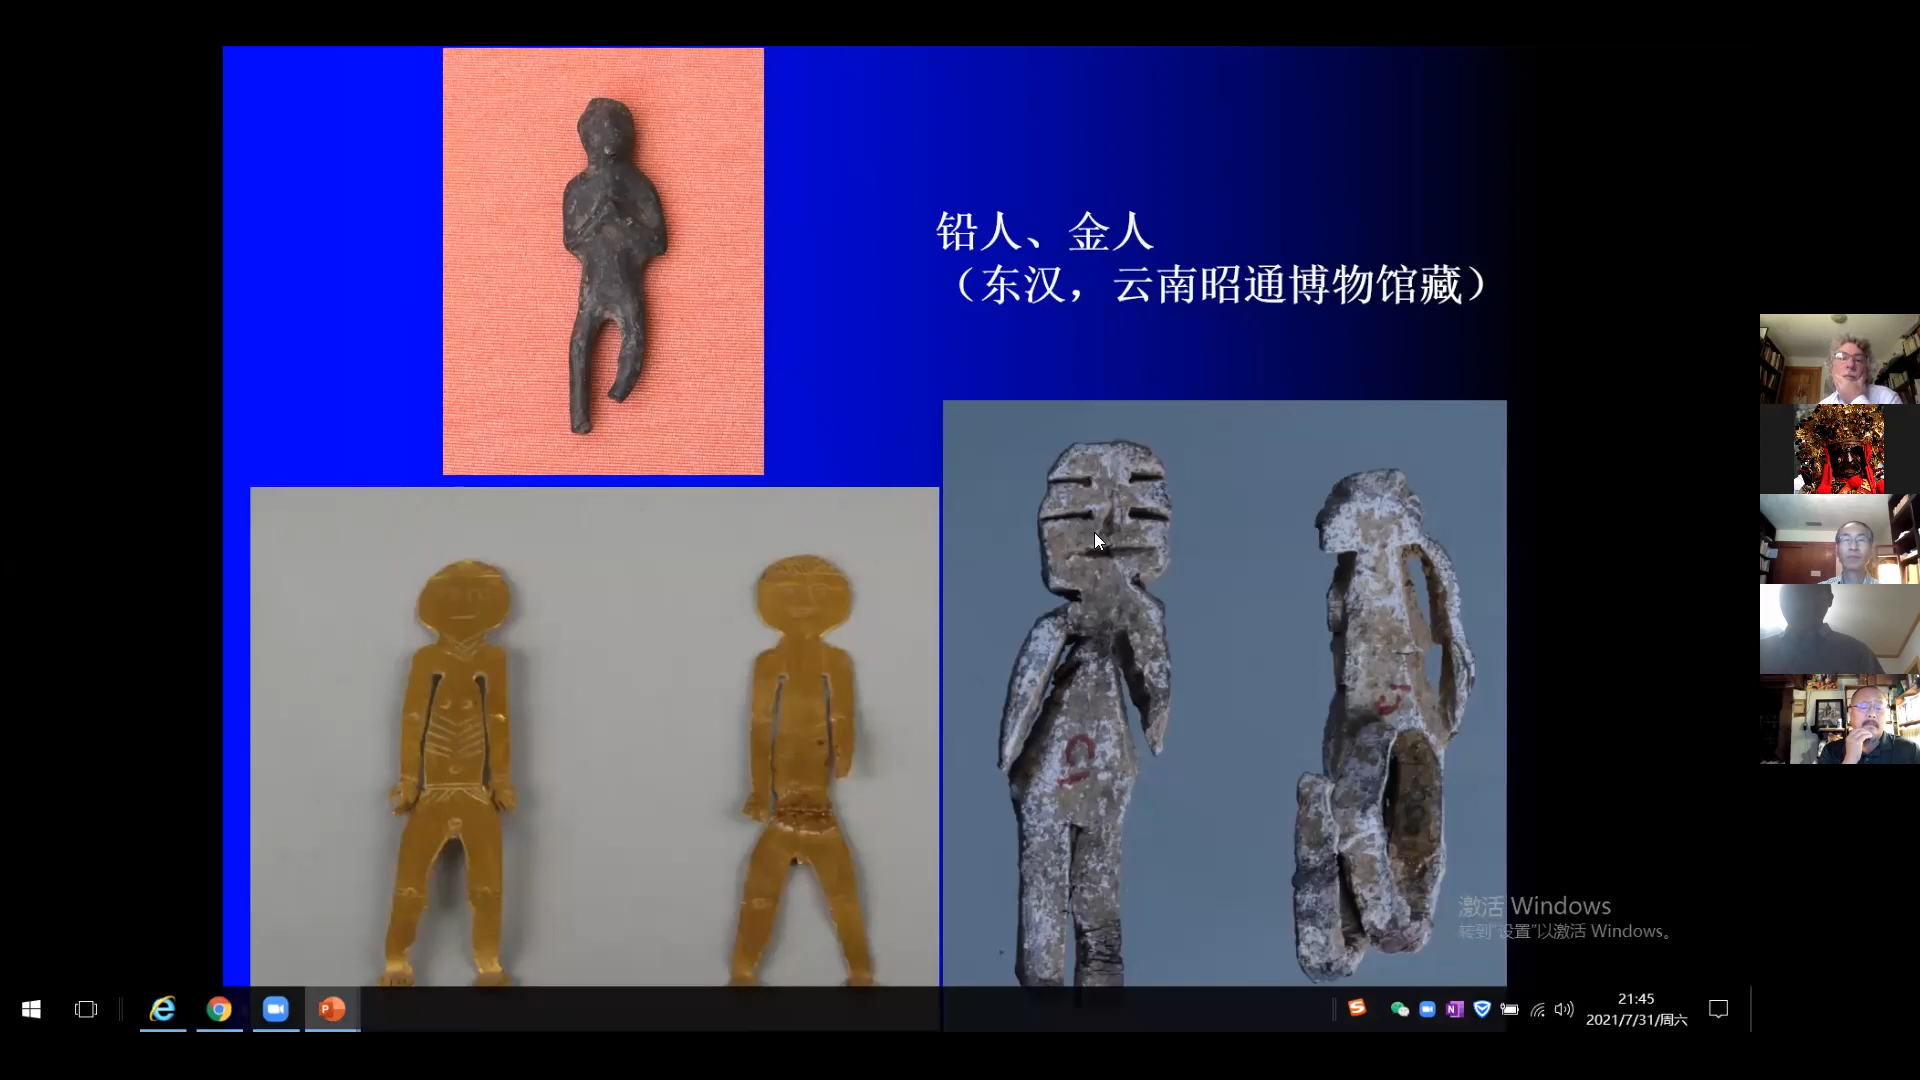 铅人、金人
（东汉，云南昭通博物馆藏）
激活 Windows
转到“设置”以激活 Windows。
21:45
2021/7/31/周六